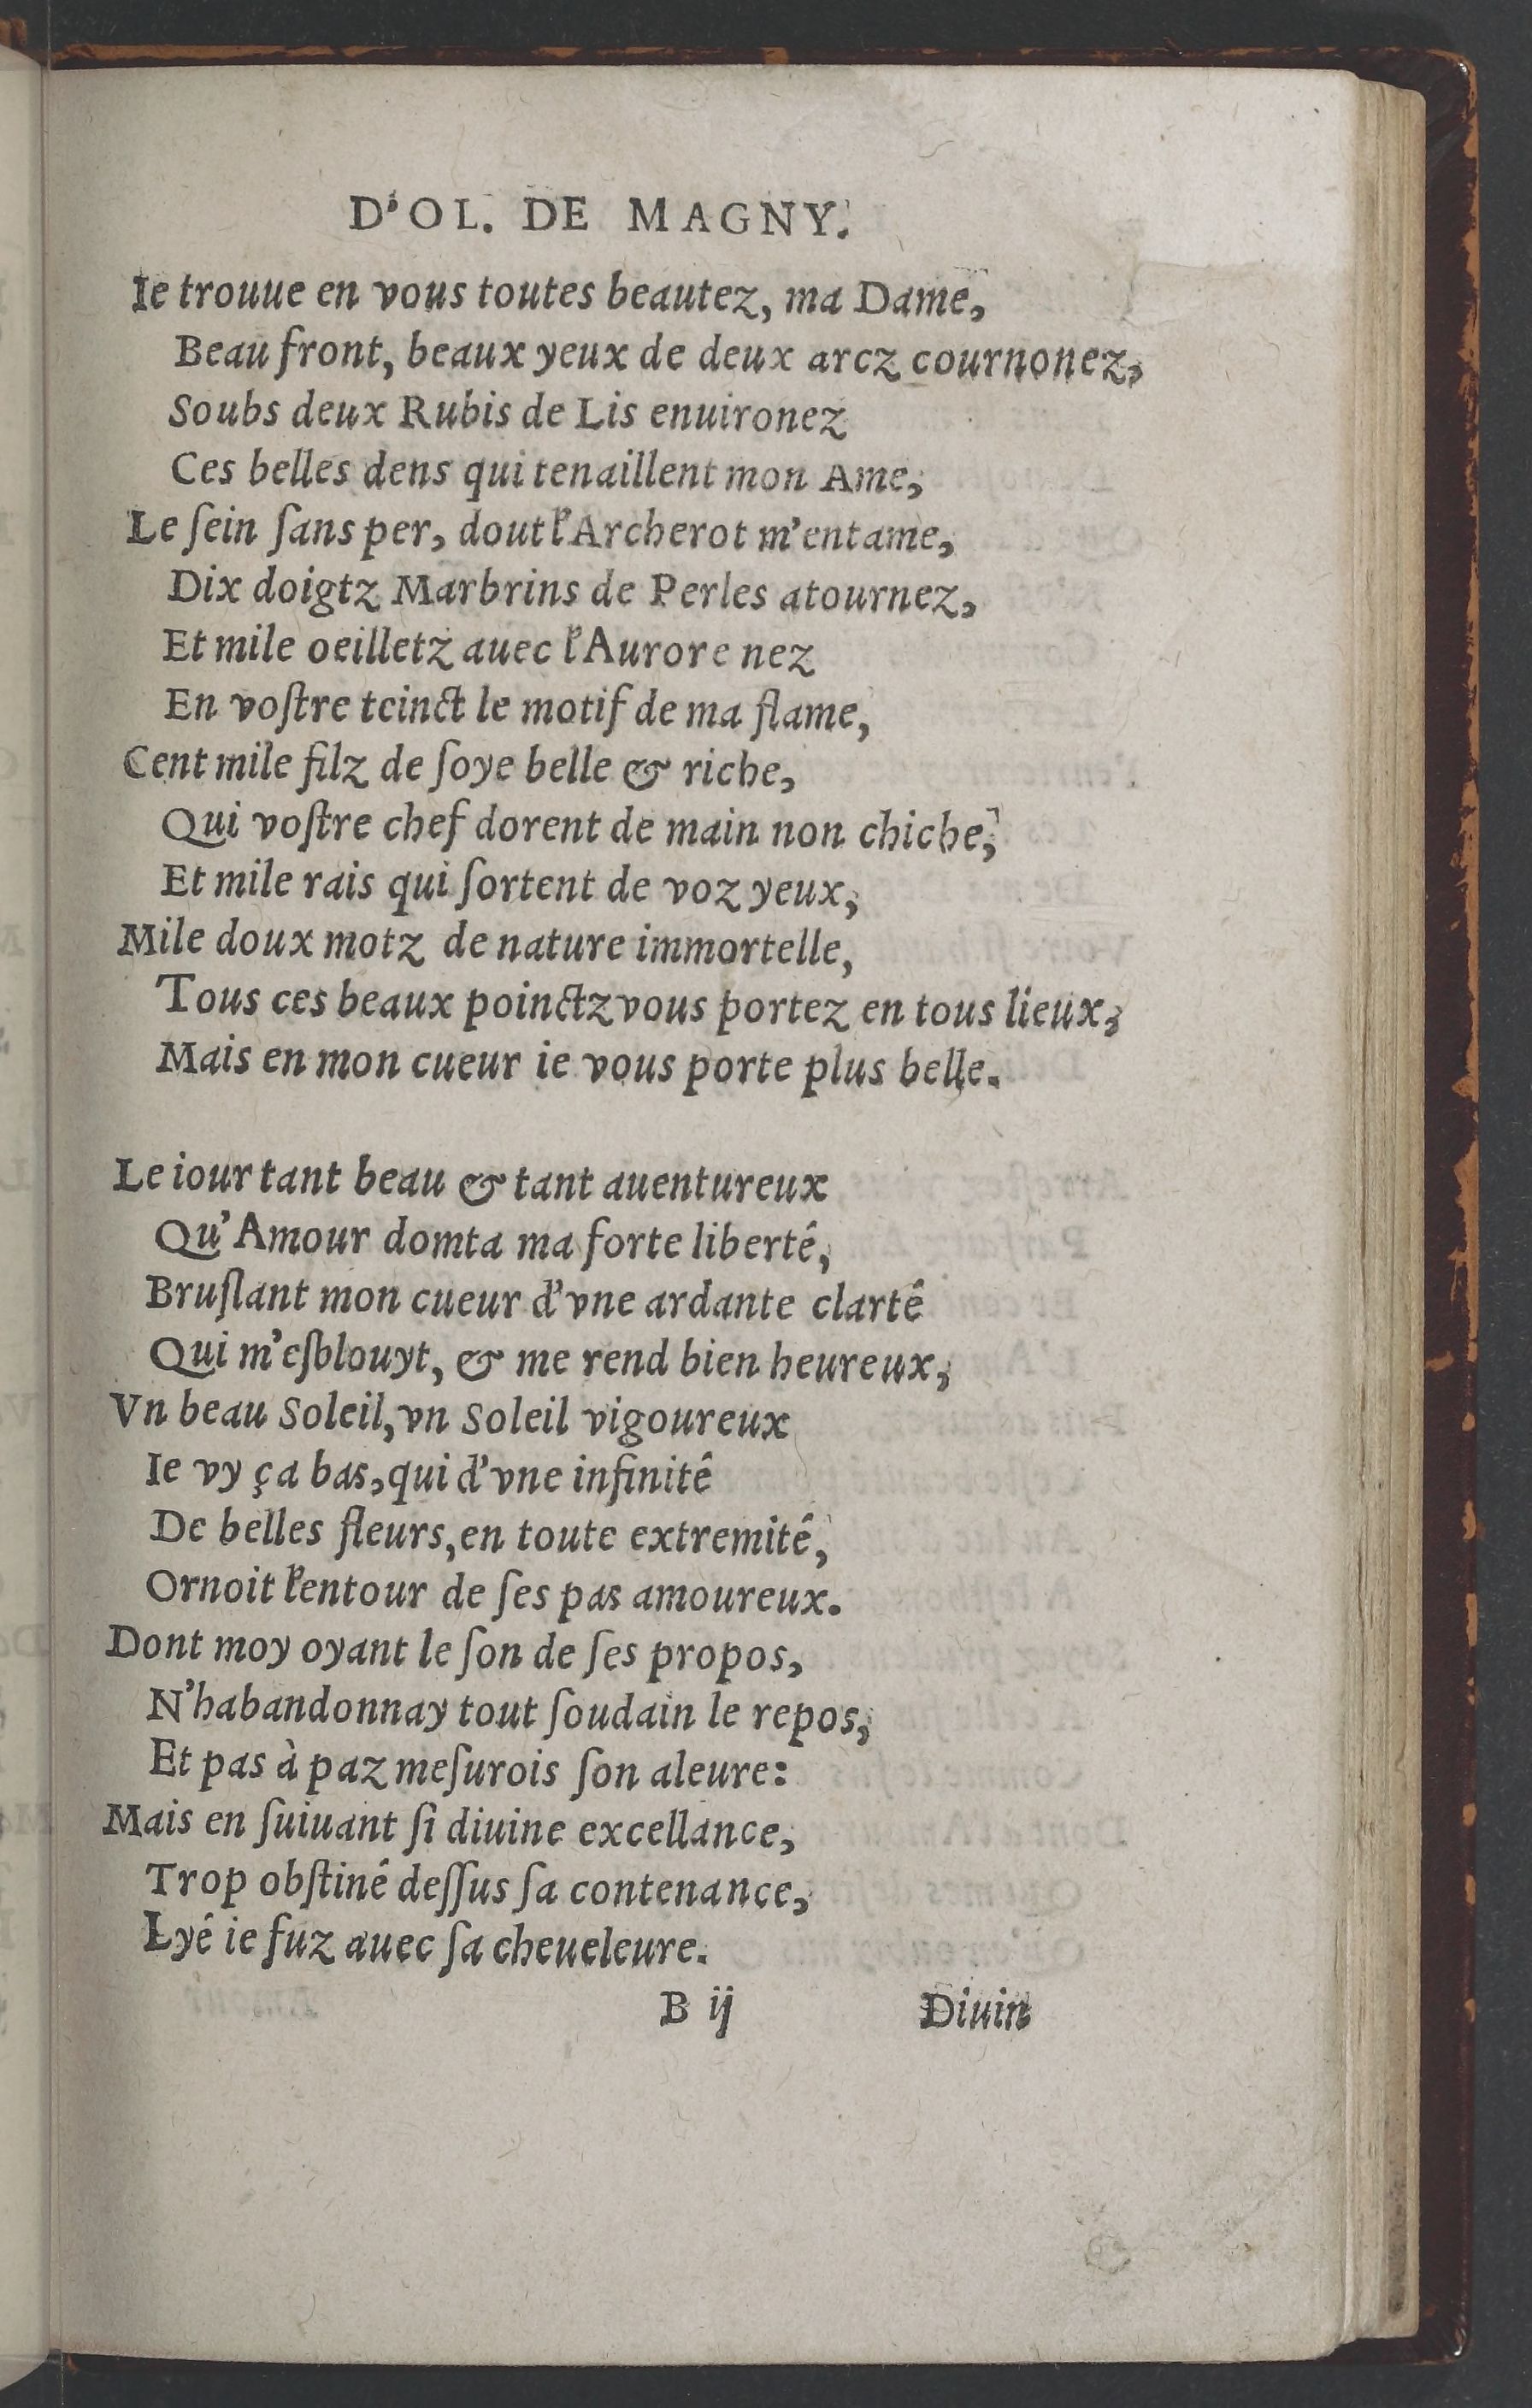 D'OL. DE MAGNY.
Ie trouue en vous toutes beautez, ma Dame,
Beau front, beaux yeux de deux arcz cournonez,
Soubs deux Rubis de Lis enuironez
Ces belles dens qui tenaillent mon Ame,
Le ſein ſans per, dout l'Archerot m'entame,
Dix doigtz Marbrins de Perles atournez,
Et mile oeilletz auec l'Aurore nez
En voſtre teinct le motif de ma flame,
Cent mile filz de ſoye belle & riche,
Qui voſtre chef dorent de main non chiche,
Et mile rais qui ſortent de voz yeux,
Mile doux motz de nature immortelle,
Tous ces beaux poinctz vous portez en tous lieux,
Mais en mon cueur ie vous porte plus belle.
Le iour tant beau & tant auentureux
Qu'Amour domta ma forte liberté,
Bruſlant mon cueur d'vne ardante clarté
Qui m'eſblouyt, & me rend bien heureux,
Vn beau Soleil, vn Soleil vigoureux
Ie vy ça bas, qui d'vne infinité
De belles fleurs, en toute extremité,
Ornoit l'entour de ſes pas amoureux.
Dont moy oyant le ſon de ſes propos,
N'habandonnay tout ſoudain le repos,
Et pas à paz meſurois ſon aleure:
Mais en ſuiuant ſi diuine excellance,
Trop obſtiné deſſus ſa contenance,
Lyé ie fuz auec ſa cheueleure.
B ij Diuin